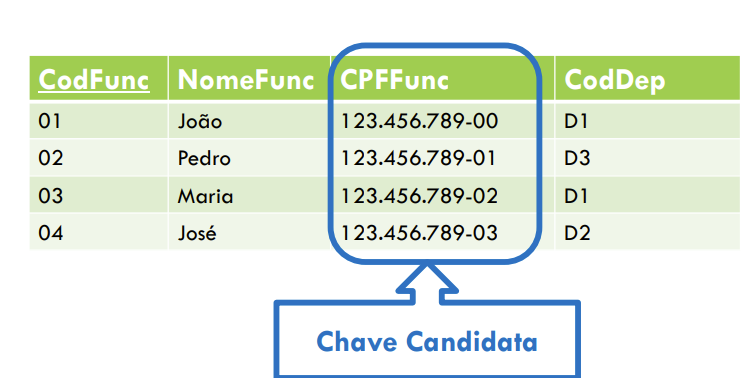 CodFunc NomeFunc CPFFunc CodDep
01 João 123.456.789-00 D1
02 Pedro 123.456.789-01 D3
03 Maria 123.456.789-02 D1
04 José 123.456.789-03 D2
Chave Candidata